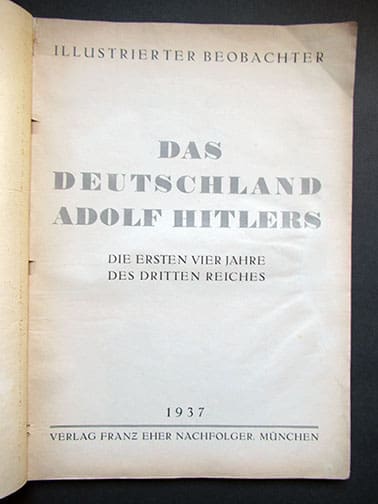 ILLUSTRIERTER BEOBACHTER
DAS
DEUTSCHLAND
ADOLF HITLERS
DIE ERSTEN VIER JAHRE
DES DRITTEN REICHES
1937
VERLAG FRANZ EHER NACHFOLGER, MÜNCHEN